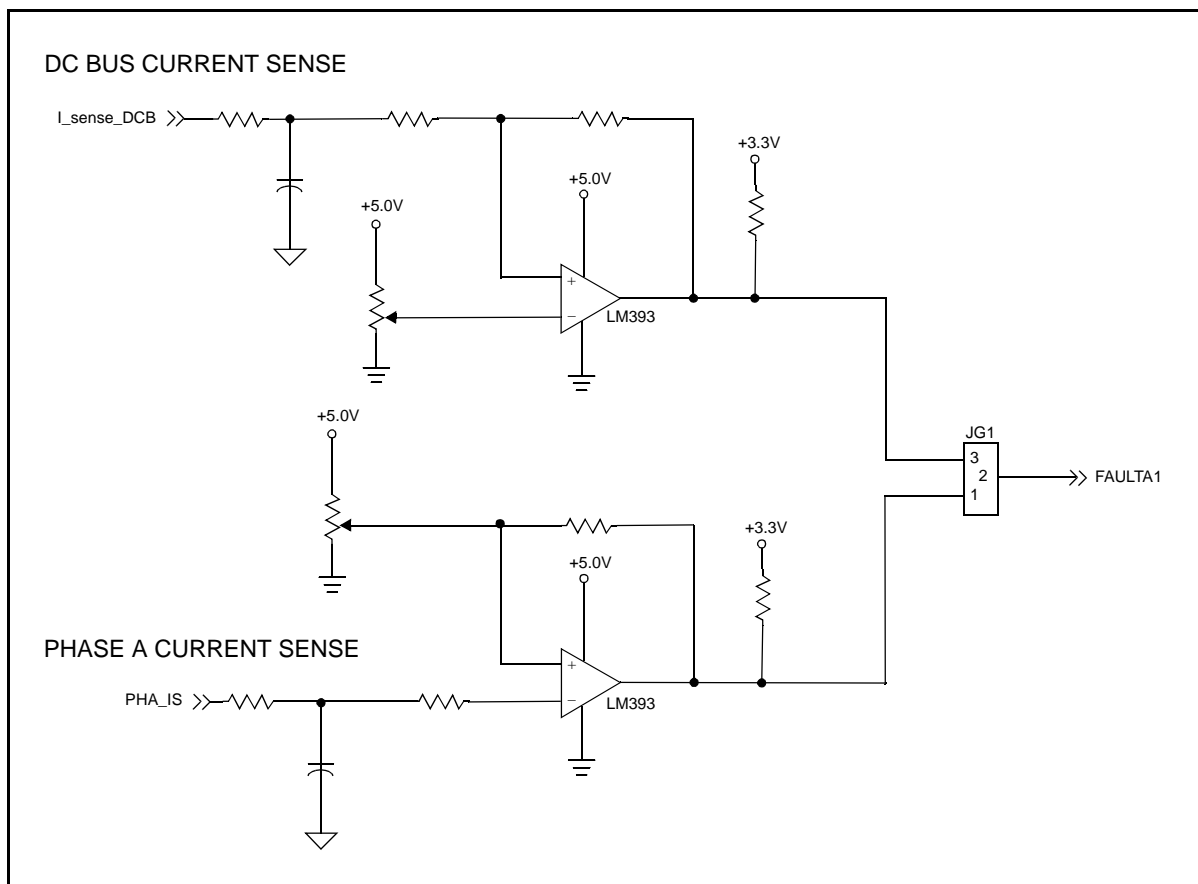 DC BUS CURRENT SENSE
I_sense_DCB
+3.3V
+5.0V
+5.0V
+
−
LM393
+5.0V
JG1
3
2
1
FAULTA1
+3.3V
+5.0V
PHASE A CURRENT SENSE
+
−
PHA_IS
LM393